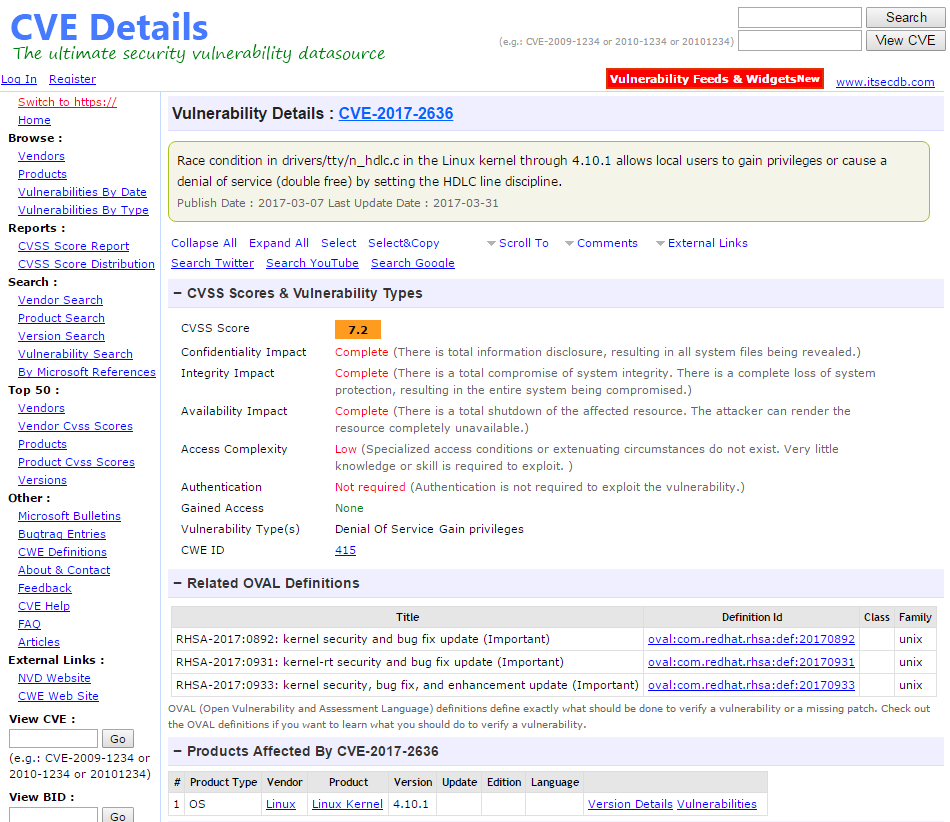 CVE Details
The ultimate security vulnerability datasource
Search
(e.g.: CVE-2009-1234 or 2010-1234 or 20101234)
View CVE
Log In Register
Vulnerability Feeds & WidgetsNew www.itsecdb.com
Switch to https://
Home
Browse :
Vendors
Products
Vulnerabilities By Date
Vulnerabilities By Type
Reports :
CVSS Score Report
CVSS Score Distribution
Search :
Vendor Search
Product Search
Version Search
Vulnerability Search
By Microsoft References
Top 50 :
Vendors
Vendor Cvss Scores
Products
Product Cvss Scores
Versions
Other :
Microsoft Bulletins
Bugtraq Entries
CWE Definitions
About & Contact
Feedback
CVE Help
FAQ
Articles
External Links :
NVD Website
CWE Web Site
View CVE :
Go
(e.g.: CVE-2009-1234 or
2010-1234 or 20101234)
View BID :
Go
Vulnerability Details : CVE-2017-2636
Race condition in drivers/tty/n_hdlc.c in the Linux kernel through 4.10.1 allows local users to gain privileges or cause a
denial of service (double free) by setting the HDLC line discipline.
Publish Date : 2017-03-07 Last Update Date : 2017-03-31
Collapse All Expand All Select Select&Copy Scroll To Comments External Links
Search Twitter Search YouTube Search Google
− CVSS Scores & Vulnerability Types
CVSS Score 7.2
Confidentiality Impact Complete (There is total information disclosure, resulting in all system files being revealed.)
Integrity Impact Complete (There is a total compromise of system integrity. There is a complete loss of system
protection, resulting in the entire system being compromised.)
Availability Impact Complete (There is a total shutdown of the affected resource. The attacker can render the
resource completely unavailable.)
Access Complexity Low (Specialized access conditions or extenuating circumstances do not exist. Very little
knowledge or skill is required to exploit. )
Authentication Not required (Authentication is not required to exploit the vulnerability.)
Gained Access None
Vulnerability Type(s) Denial Of Service Gain privileges
CWE ID 415
− Related OVAL Definitions
Title Definition Id Class Family
RHSA-2017:0892: kernel security and bug fix update (Important) oval:com.redhat.rhsa:def:20170892 unix
RHSA-2017:0931: kernel-rt security and bug fix update (Important) oval:com.redhat.rhsa:def:20170931 unix
RHSA-2017:0933: kernel security, bug fix, and enhancement update (Important) oval:com.redhat.rhsa:def:20170933 unix
OVAL (Open Vulnerability and Assessment Language) definitions define exactly what should be done to verify a vulnerability or a missing patch. Check out
the OVAL definitions if you want to learn what you should do to verify a vulnerability.
− Products Affected By CVE-2017-2636
# Product Type Vendor Product Version Update Edition Language
1 OS Linux Linux Kernel 4.10.1 Version Details Vulnerabilities